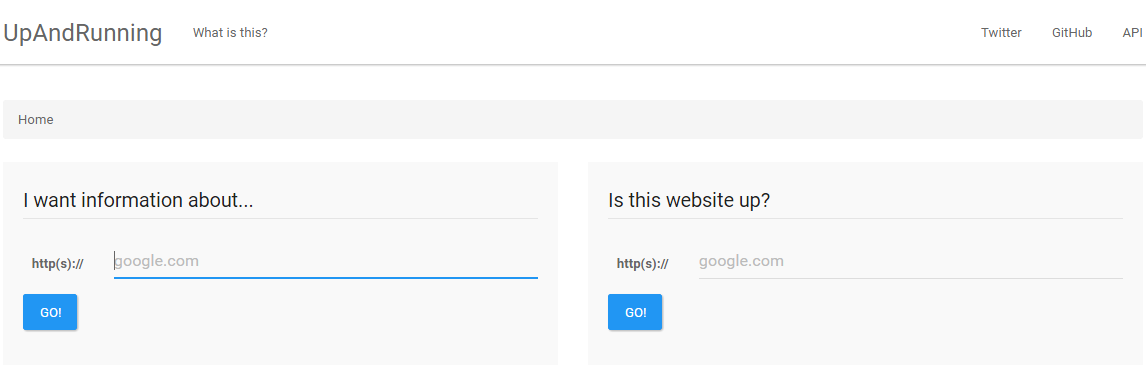 UpAndRunning What is this? Twitter GitHub API
Home
I want information about...
http(s):// google.com
GO!
Is this website up?
http(s):// google.com
GO!